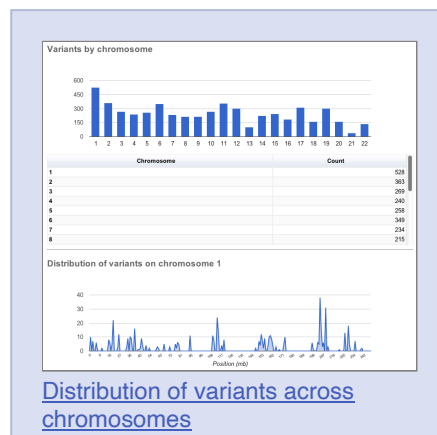 Variants by chromosome
600
450
300
150
0
1 2 3 4 5 6 7 8 9 10 11 12 13 14 15 16 17 18 19 20 21 22
Chromosome Count
1 528
2 363
3 269
4 240
5 258
6 349
7 234
8 215
Distribution of variants on chromosome 1
40
30
20
10
0
Position (mb)
Distribution of variants across
chromosomes